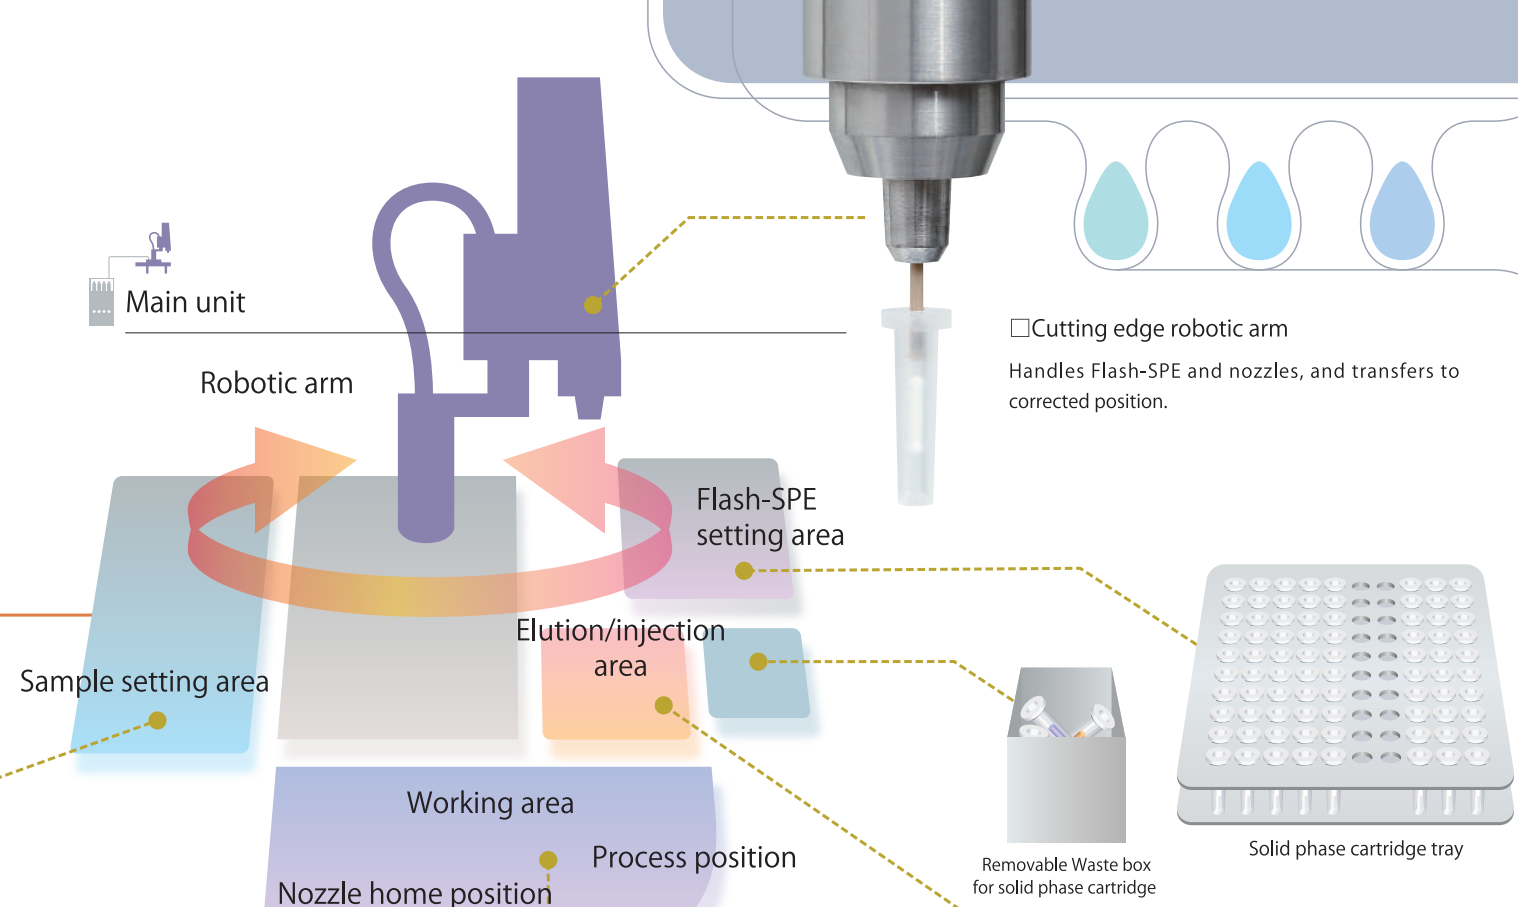 Main unit
Robotic arm
□Cutting edge robotic arm
Handles Flash-SPE and nozzles, and transfers to
corrected position.
Flash-SPE
setting area
Elution/injection
area
Sample setting area
Working area
Process position
Nozzle home position
Removable Waste box
for solid phase cartridge
Solid phase cartridge tray